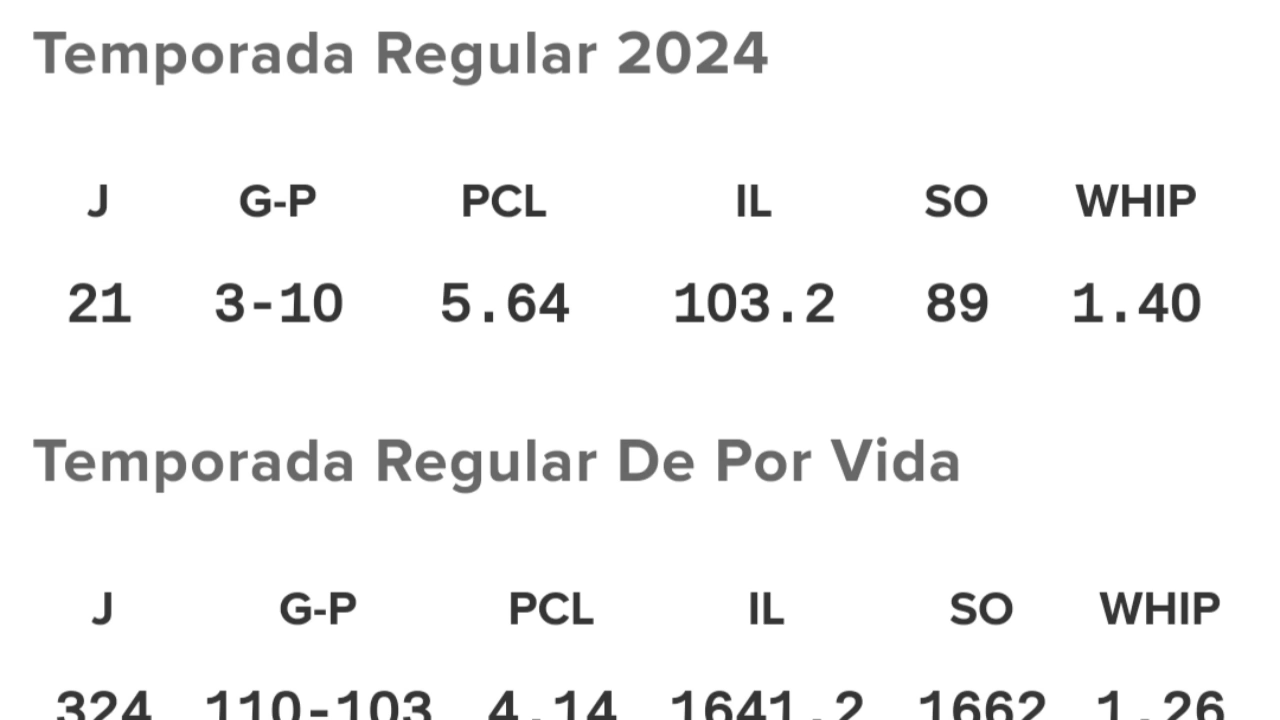 Temporada Regular 2024
J G-P PCL IL SO WHIP
21 3-10 5.64 103.2 89 1.40
Temporada Regular De Por Vida
J G-P PCL IL SO WHIP
324 110-103 4.14 1641.2 1662 1.26